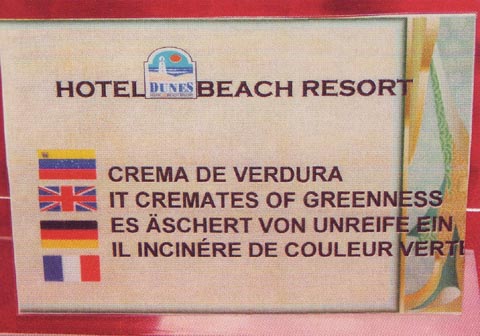 HOTEL DUNES BEACH RESORT
CREMA DE VERDURA
IT CREMATES OF GREENNESS
ES ÄSCHERT VON UNREIFE EIN
IL INCINÉRE DE COULEUR VERTE